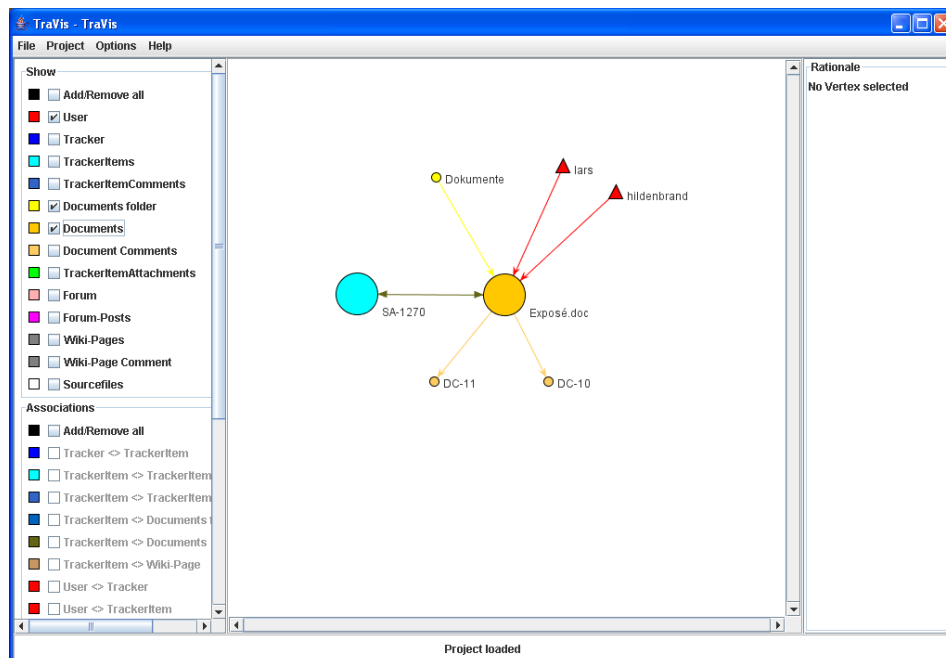 TraVis - TraVis
File Project Options Help
Show
Add/Remove all
User
Tracker
TrackerItems
TrackerItemComments
Documents folder
Documents
Document Comments
TrackerItemAttachments
Forum
Forum-Posts
Wiki-Pages
Wiki-Page Comment
Sourcefiles
Associations
Add/Remove all
Tracker <> TrackerItem
TrackerItem <> TrackerItem
TrackerItem <> TrackerItem
TrackerItem <> Documents
TrackerItem <> Documents
TrackerItem <> Wiki-Page
User <> Tracker
User <> TrackerItem
Dokumente
lars
hildenbrand
SA-1270
Exposé.doc
DC-11
DC-10
Rationale
No Vertex selected
Project loaded